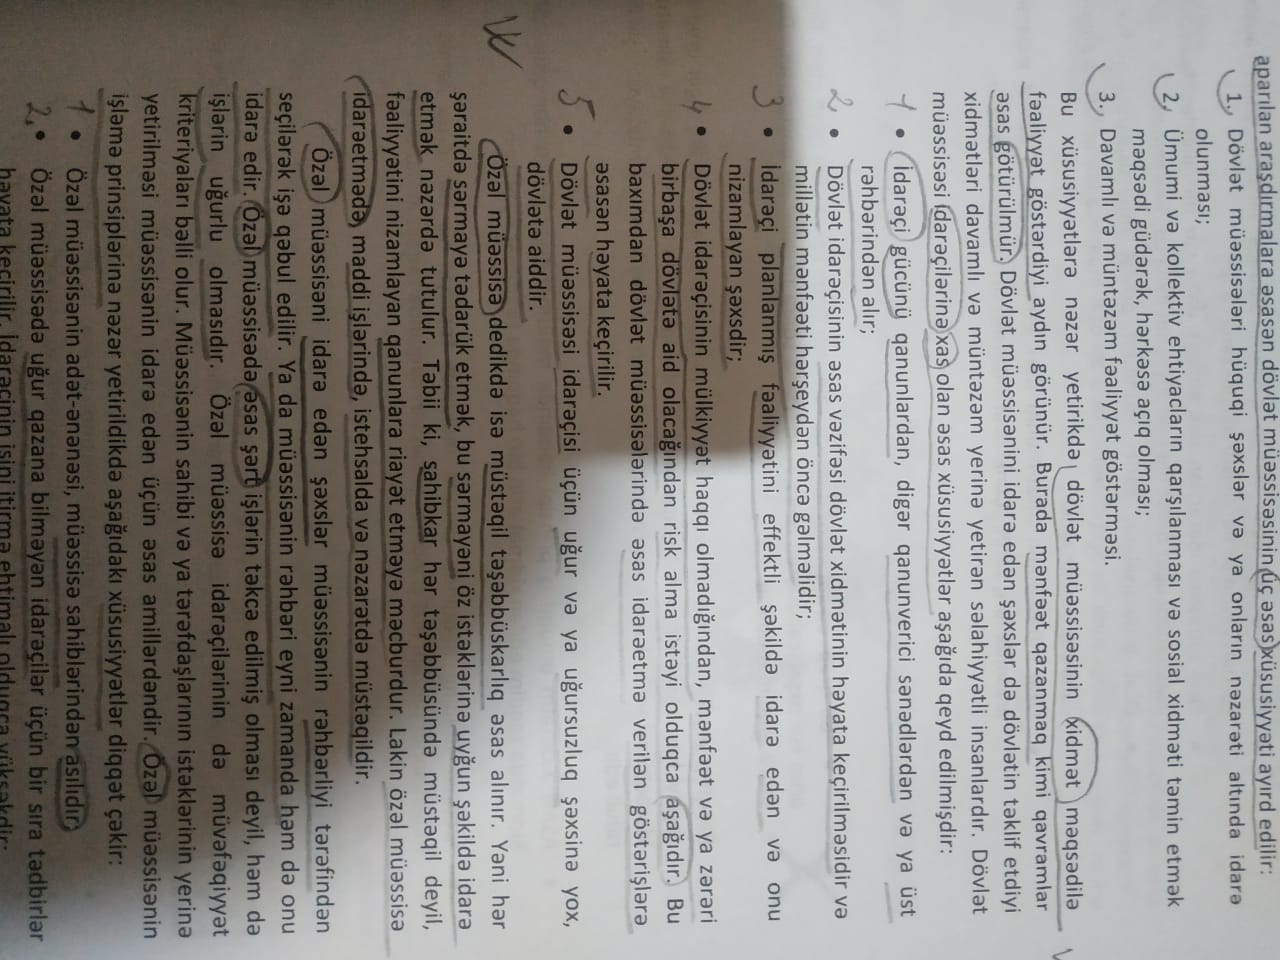 aparılan araşdırmalara əsasən dövlət müəssisəsinin üç əsas xüsusiyyəti ayırd edilir:
1. Dövlət müəssisələri hüquqi şəxslər və ya onların nəzarəti altında idarə
olunması;
2. Ümumi və kollektiv ehtiyacların qarşılanması və sosial xidməti təmin etmək
məqsədi güdərək, hərkəsə açıq olması;
3. Davamlı və müntəzəm fəaliyyət göstərməsi.
Bu xüsusiyyətlərə nəzər yetirikdə dövlət müəssisəsinin xidmət məqsədilə
fəaliyyət göstərdiyi aydın görünür. Burada mənfəət qazanamaq kimi qavramlar
əsas götürülmür. Dövlət müəssisənini idarə edən şəxslər də dövlətin təklif etdiyi
xidmətləri davamlı və müntəzəm yerinə yetirən səlahiyyətli insanlardır. Dövlət
müəssisəsi idarəçilərinə xas olan əsas xüsusiyyətlər aşağıda qeyd edilmişdir:
1 • İdarəçi gücünü qanunlardan, digər qanunverici sənədlərdən və ya üst
rəhbərindən alır;
2 • Dövlət idarəçisinin əsas vəzifəsi dövlət xidmətinin həyata keçirilməsidir və
millətin mənfəəti hərşeydən öncə gəlməlidir;
3 • İdarəçi planlanmış fəaliyyətini effektli şəkildə idarə edən və onu
nizamlayan şəxsdir;
4 • Dövlət idarəçisinin mülkiyyət haqqı olmadığından, mənfəət və ya zərəri
birbaşa dövlətə aid olacağından risk alma istəyi olduqca aşağıdır. Bu
baxımdan dövlət müəssisələrində əsas idarəetmə verilən göstərişlərə
əsasən həyata keçirilir.
5 • Dövlət müəssisəsi idarəçisi üçün uğur və ya uğursuzluq şəxsinə yox,
dövlətə aiddir.
Özəl müəssisə dedikdə isə müstəqil təşəbbüskarlıq əsas alınır. Yəni hər
şəraitdə sərmayə tədarük etmək, bu sərmayəni öz istəklərinə uyğun şəkildə idarə
etmək nəzərdə tutulur. Təbii ki, sahibkar hər təşəbbüsündə müstəqil deyil,
fəaliyyətini nizamlayan qanunlara riayət etməyə məcburdur. Lakin özəl müəssisə
idarəetmədə, maddi işlərində, istehsalda və nəzarətdə müstəqildir.
Özəl müəssisəni idarə edən şəxslər müəssisənin rəhbərliyi tərəfindən
seçilərək işə qəbul edilir. Ya da müəssisənin rəhbəri eyni zamanda həm də onu
idarə edir. Özəl müəssisədə əsas şərt işlərin təkcə edilmiş olması deyil, həm də
işlərin uğurlu olmasıdır. Özəl müəssisə idarəçilərinin də müvəfəqiyyət
kriteriyaları bəlli olur. Müəssisənin sahibi və ya tərəfdaşlarının istəklərinin yerinə
yetirilməsi müəssisənin idarə edən üçün əsas amillərdəndir. Özəl müəssisənin
işləmə prinsiplərinə nəzər yetirildikdə aşağıdakı xüsusiyyətlər diqqət çəkir:
1 • Özəl müəssisənin adət-ənənəsi, müəssisə sahiblərindən asılıdır.
2. • Özəl müəssisədə uğur qazana bilməyən idarəçilər üçün bir sıra tədbirlər
həyata keçirilir. İdarəçinin işini itirmə ehtimalı olduqca yüksəkdir;